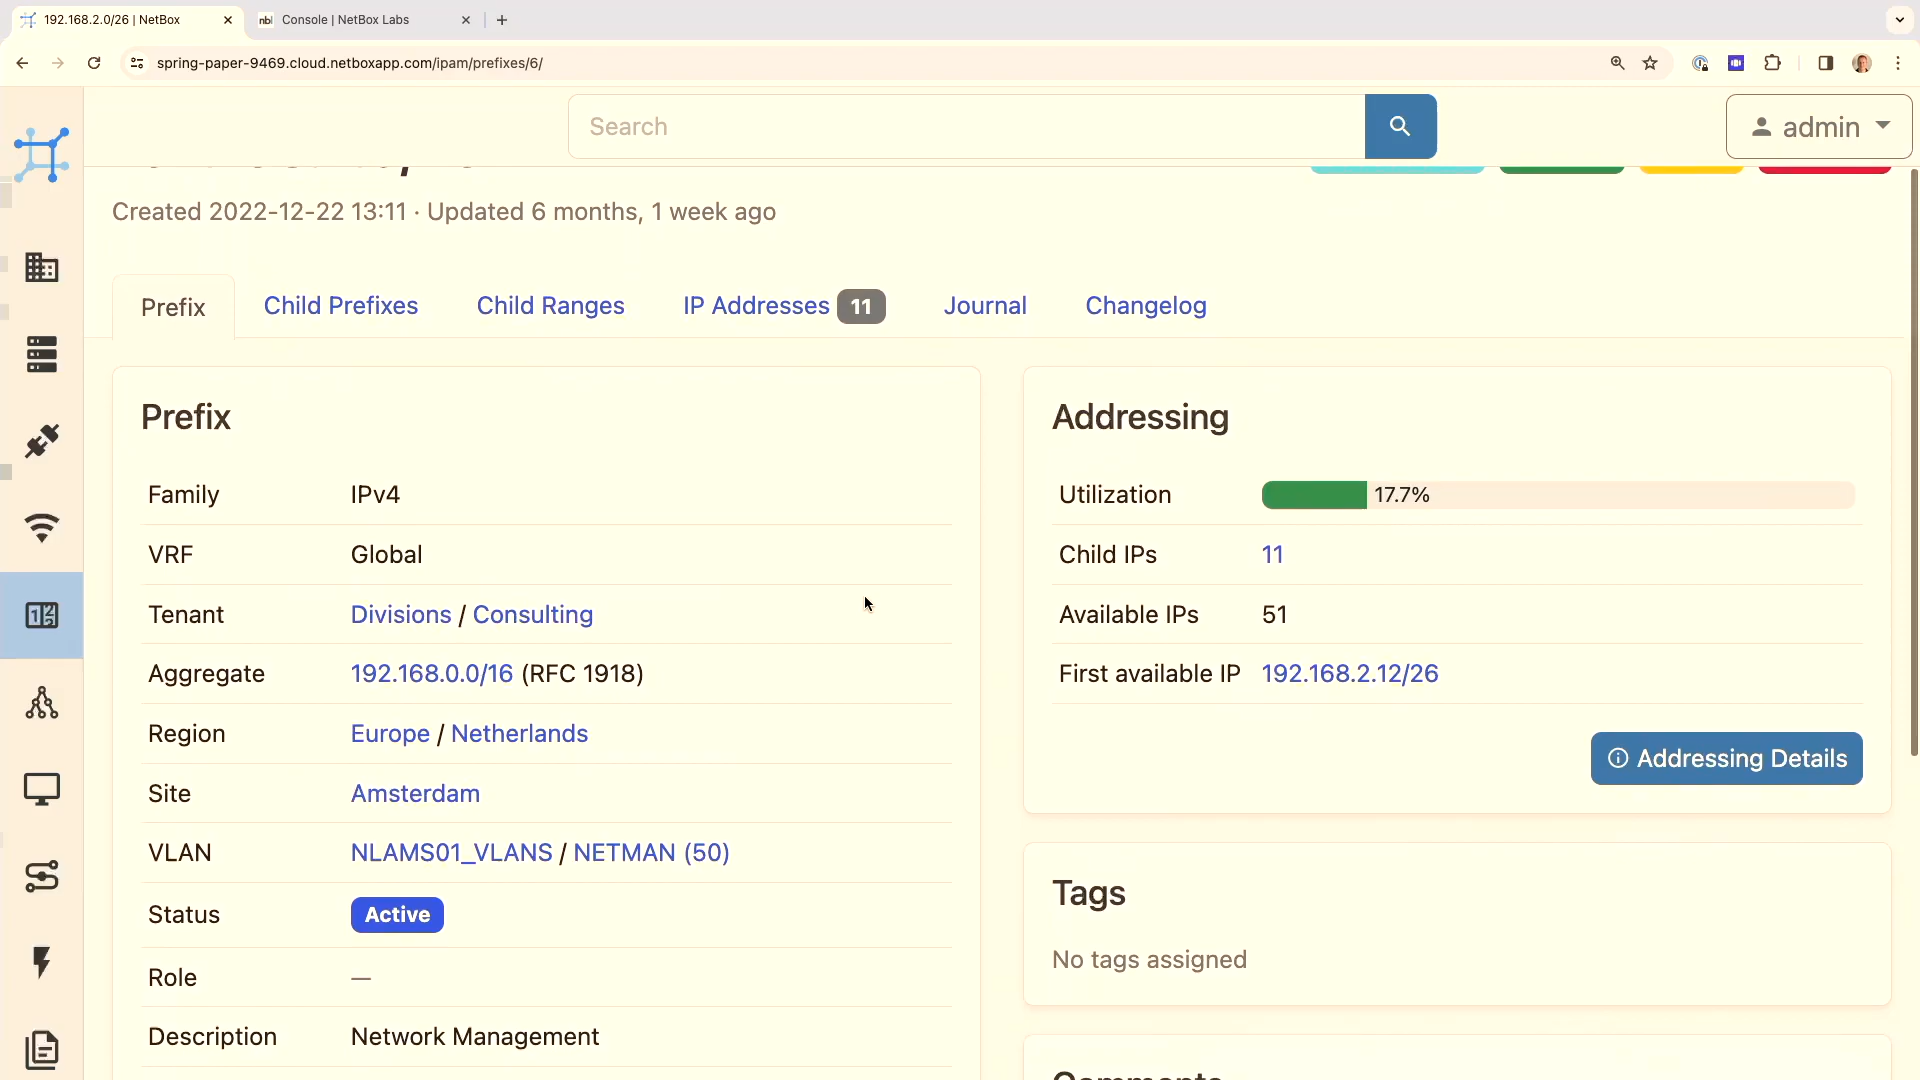 192.168.2.0/26 | NetBox
nbl Console | NetBox Labs
spring-paper-9469.cloud.netboxapp.com/ipam/prefixes/6/
Search
admin
Created 2022-12-22 13:11 · Updated 6 months, 1 week ago
Prefix Child Prefixes Child Ranges IP Addresses 11 Journal Changelog
Prefix
Family IPv4
VRF Global
Tenant Divisions / Consulting
Aggregate 192.168.0.0/16 (RFC 1918)
Region Europe / Netherlands
Site Amsterdam
VLAN NLAMS01_VLANS / NETMAN (50)
Status Active
Role —
Description Network Management
Addressing
Utilization 17.7%
Child IPs 11
Available IPs 51
First available IP 192.168.2.12/26
Addressing Details
Tags
No tags assigned
Comments